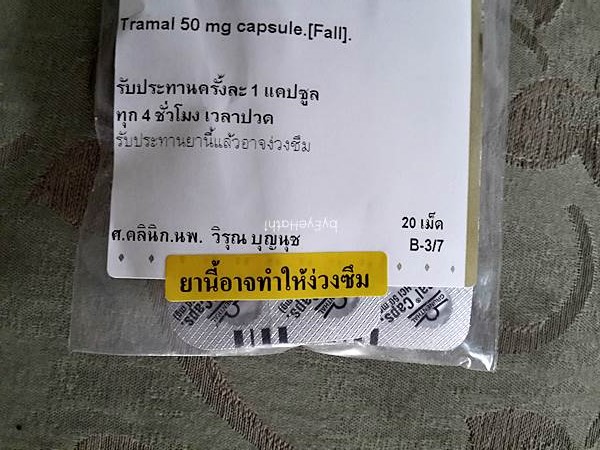 Tramal 50 mg capsule.[Fall].
รับประทานครั้งละ 1 แคปซูล
ทุก 4 ชั่วโมง เวลาปวด
รับประทานยานี้แล้วอาจง่วงซึม
byEyeHathi
20 เม็ด
ศ.คลินิก.นพ. วิรุณ บุญนุช
B-3/7
ยานี้อาจทำให้ง่วงซึม
Caps.